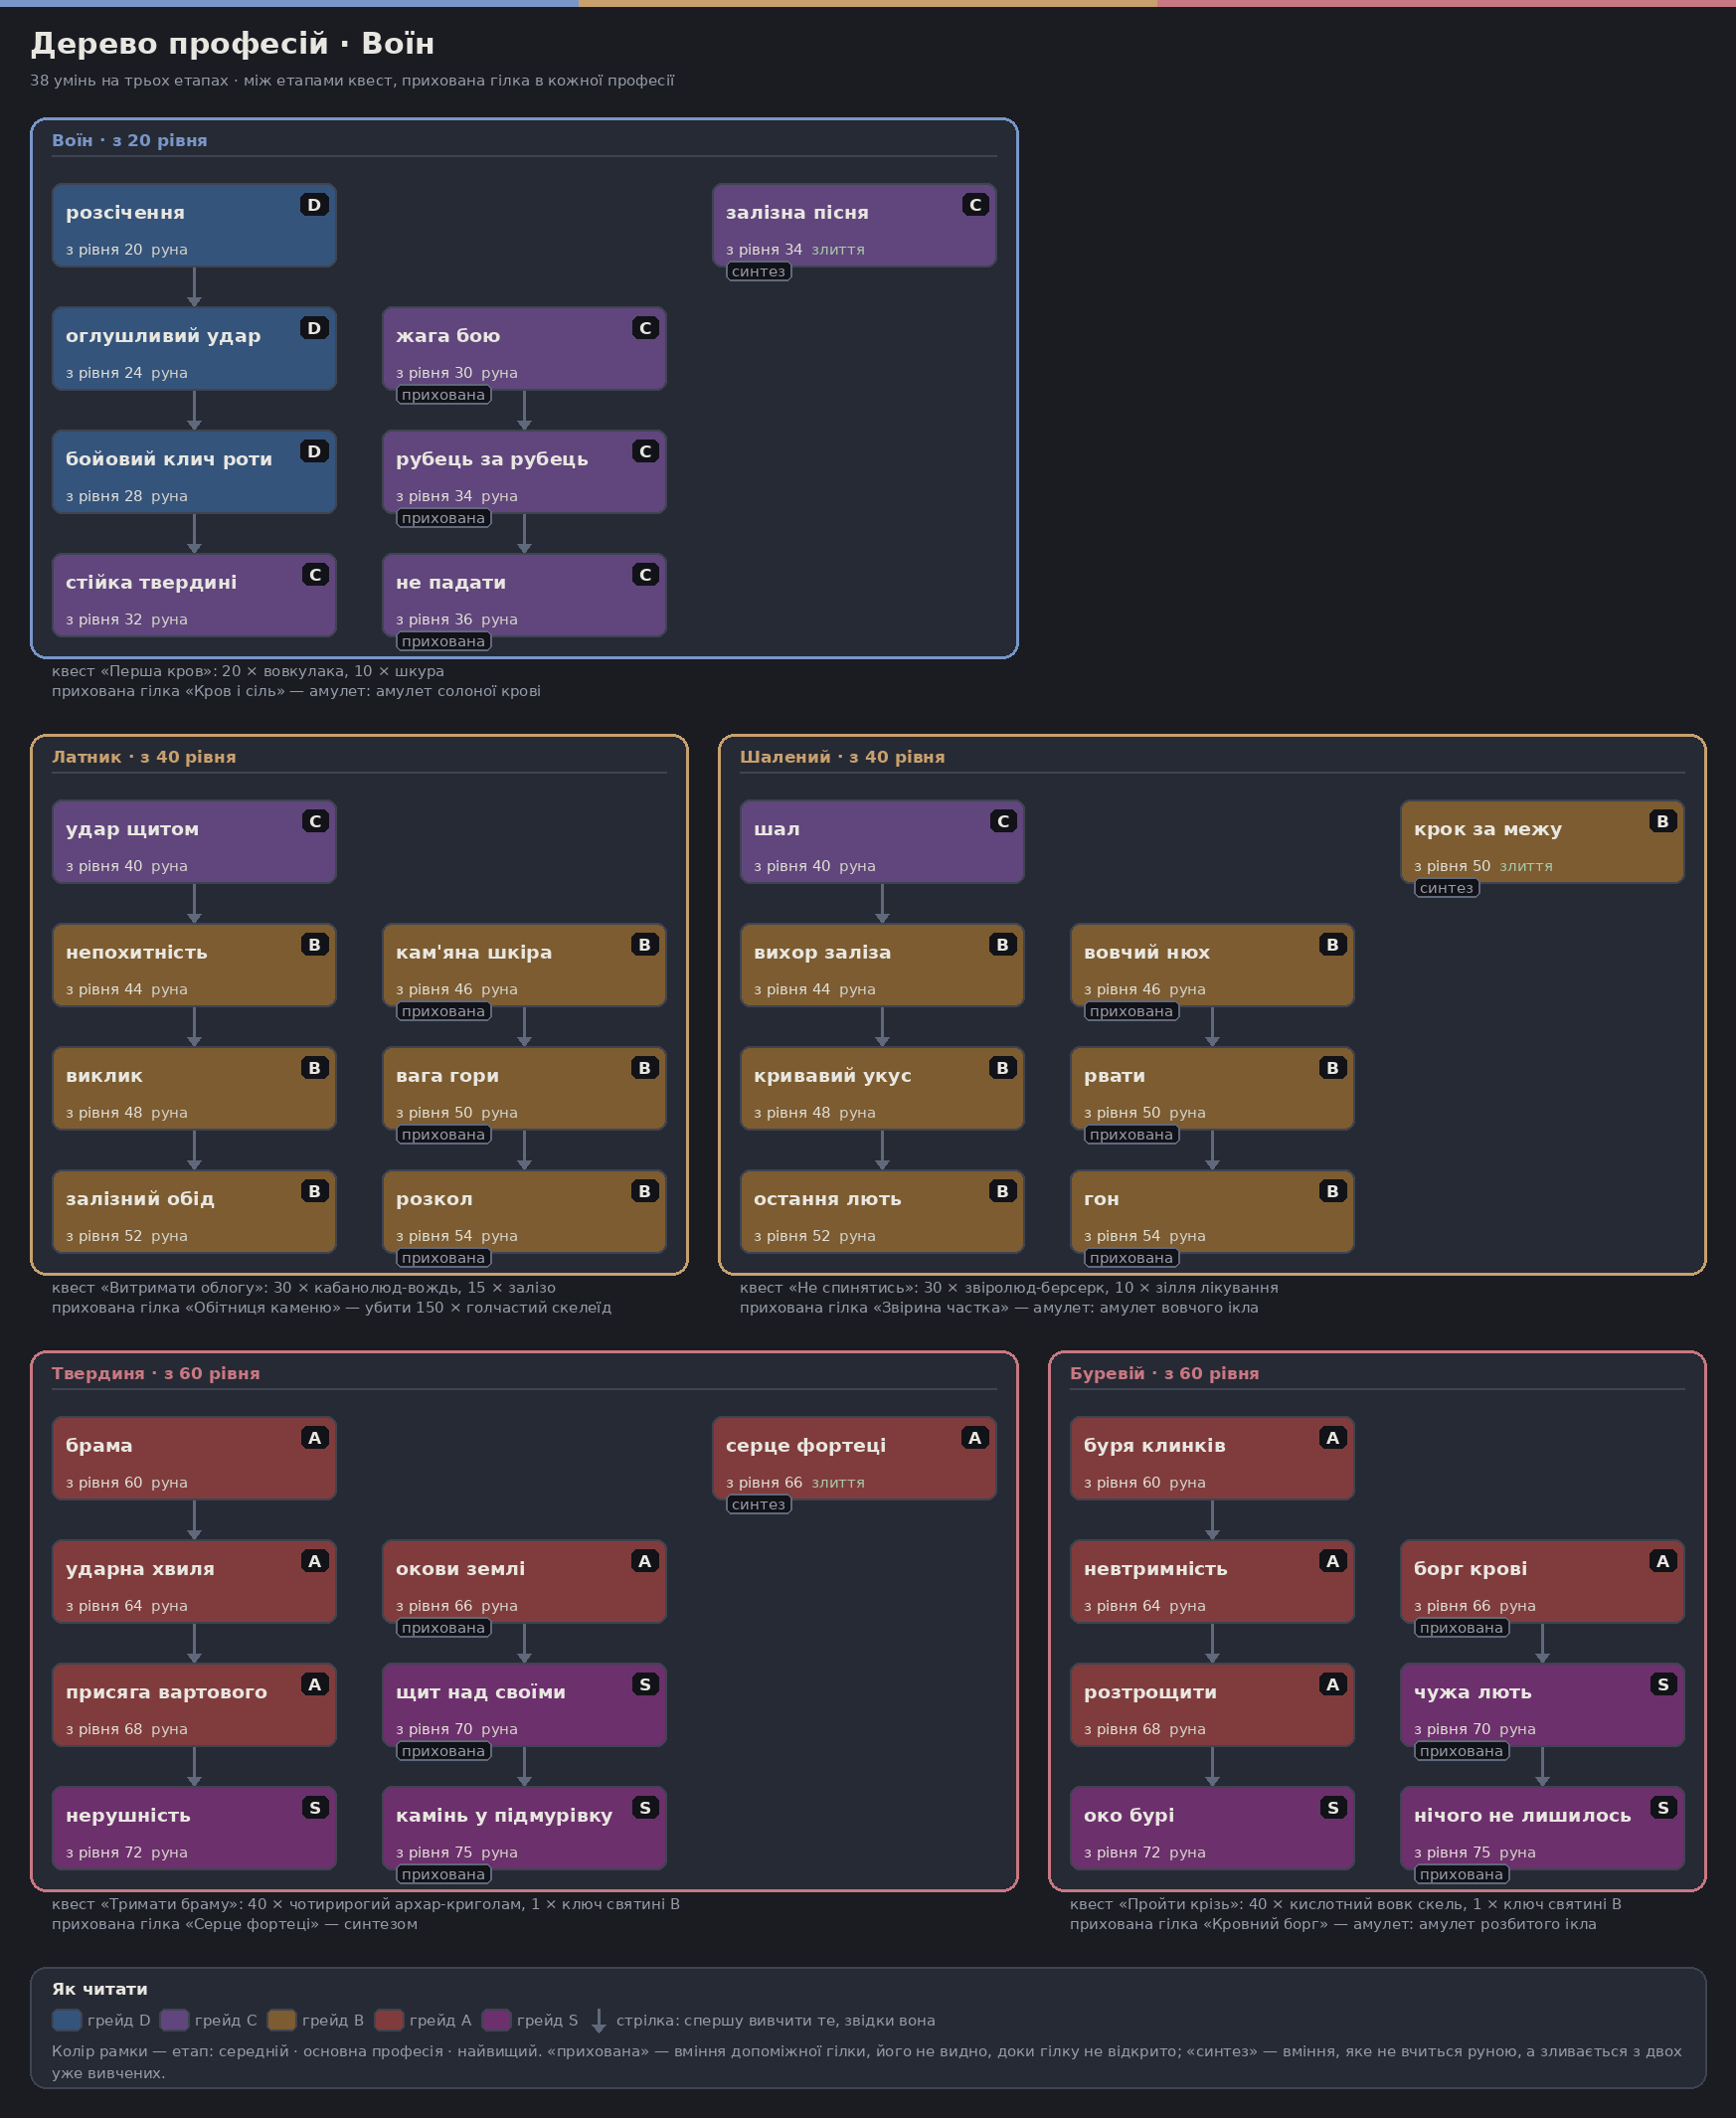 Дерево професій · Воїн
38 умінь на трьох етапах · між етапами квест, прихована гілка в кожної професії
Воїн · з 20 рівня
розсічення
D
з рівня 20 руна
залізна пісня
C
з рівня 34 злиття
синтез
оглушливий удар
D
з рівня 24 руна
жага бою
C
з рівня 30 руна
прихована
бойовий клич роти
D
з рівня 28 руна
рубець за рубець
C
з рівня 34 руна
прихована
стійка твердині
C
з рівня 32 руна
не падати
C
з рівня 36 руна
прихована
квест «Перша кров»: 20 × вовкулака, 10 × шкура
прихована гілка «Кров і сіль» — амулет: амулет солоної крові
Латник · з 40 рівня
удар щитом
C
з рівня 40 руна
непохитність
B
з рівня 44 руна
кам'яна шкіра
B
з рівня 46 руна
прихована
виклик
B
з рівня 48 руна
вага гори
B
з рівня 50 руна
прихована
залізний обід
B
з рівня 52 руна
розкол
B
з рівня 54 руна
прихована
квест «Витримати облогу»: 30 × кабанолюд-вождь, 15 × залізо
прихована гілка «Обітниця каменю» — убити 150 × голчастий скелеїд
Шалений · з 40 рівня
шал
C
з рівня 40 руна
крок за межу
B
з рівня 50 злиття
синтез
вихор заліза
B
з рівня 44 руна
вовчий нюх
B
з рівня 46 руна
прихована
кривавий укус
B
з рівня 48 руна
рвати
B
з рівня 50 руна
прихована
остання лють
B
з рівня 52 руна
гон
B
з рівня 54 руна
прихована
квест «Не спинятись»: 30 × звіролюд-берсерк, 10 × зілля лікування
прихована гілка «Звірина частка» — амулет: амулет вовчого ікла
Твердиня · з 60 рівня
брама
A
з рівня 60 руна
серце фортеці
A
з рівня 66 злиття
синтез
ударна хвиля
A
з рівня 64 руна
окови землі
A
з рівня 66 руна
прихована
присяга вартового
A
з рівня 68 руна
щит над своїми
S
з рівня 70 руна
прихована
нерушність
S
з рівня 72 руна
камінь у підмурівку
S
з рівня 75 руна
прихована
квест «Тримати браму»: 40 × чотирирогий архар-криголам, 1 × ключ святині B
прихована гілка «Серце фортеці» — синтезом
Буревій · з 60 рівня
буря клинків
A
з рівня 60 руна
невтримність
A
з рівня 64 руна
борг крові
A
з рівня 66 руна
прихована
розтрощити
A
з рівня 68 руна
чужа лють
S
з рівня 70 руна
прихована
око бурі
S
з рівня 72 руна
нічого не лишилось
S
з рівня 75 руна
прихована
квест «Пройти крізь»: 40 × кислотний вовк скель, 1 × ключ святині B
прихована гілка «Кровний борг» — амулет: амулет розбитого ікла
Як читати
грейд D грейд C грейд B грейд A грейд S стрілка: спершу вивчити те, звідки вона
Колір рамки — етап: середній · основна професія · найвищий. «прихована» — вміння допоміжної гілки, його не видно, доки гілку не відкрито; «синтез» — вміння, яке не вчиться руною, а зливається з двох
уже вивчених.